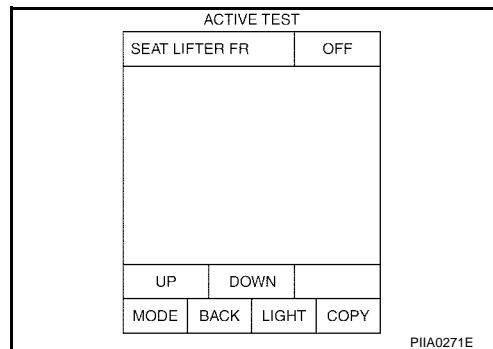 ACTIVE TEST
SEAT LIFTER FR OFF
UP DOWN
MODE BACK LIGHT COPY
PIIA0271E